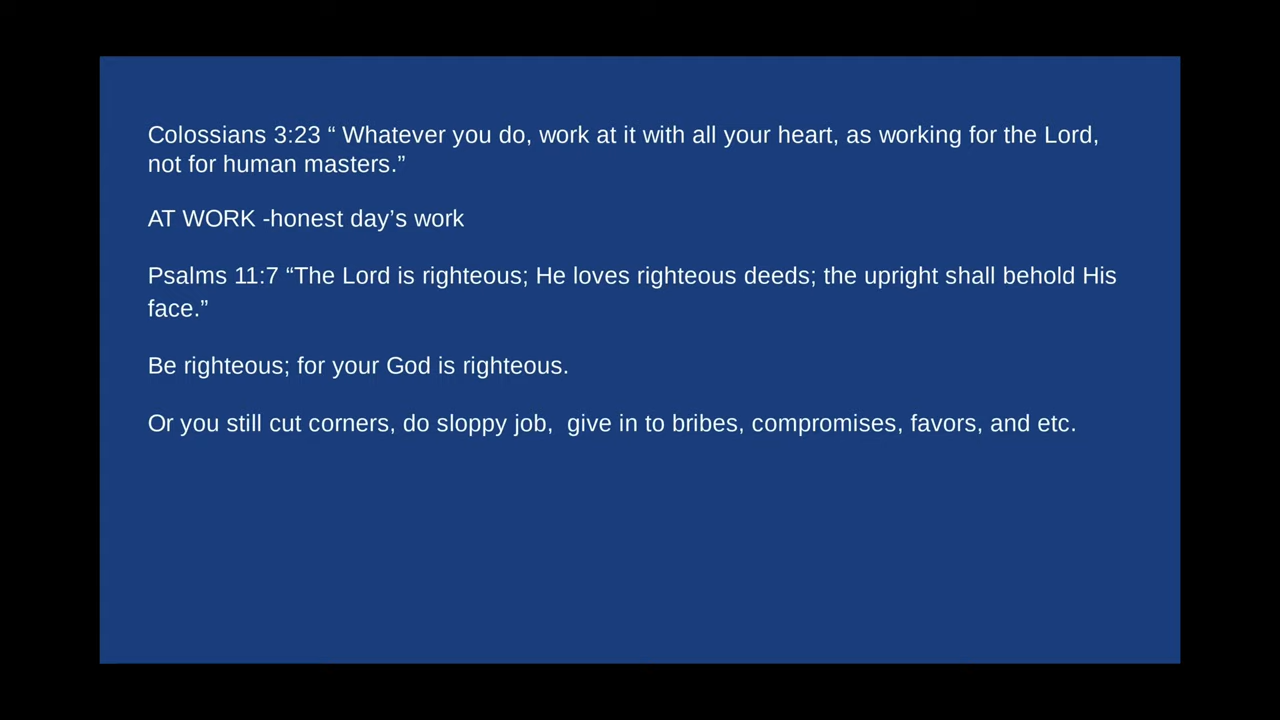 Colossians 3:23 “ Whatever you do, work at it with all your heart, as working for the Lord,
not for human masters.”
AT WORK -honest day’s work
Psalms 11:7 “The Lord is righteous; He loves righteous deeds; the upright shall behold His
face.”
Be righteous; for your God is righteous.
Or you still cut corners, do sloppy job,  give in to bribes, compromises, favors, and etc.